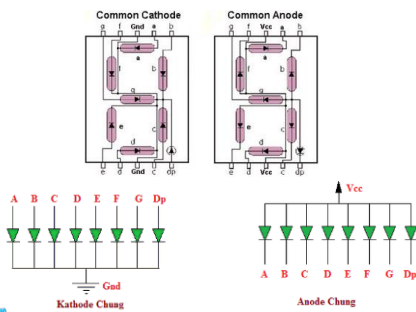 Common Cathode
Common Anode
g f Gnd a b
g f Vcc a b
a
a
f b
f b
g
g
e c
e c
d
d
e d Gnd c dp
e d Vcc c dp
Vcc
A B C D E F G Dp
Gnd
A B C D E F G Dp
Kathode Chung
Anode Chung